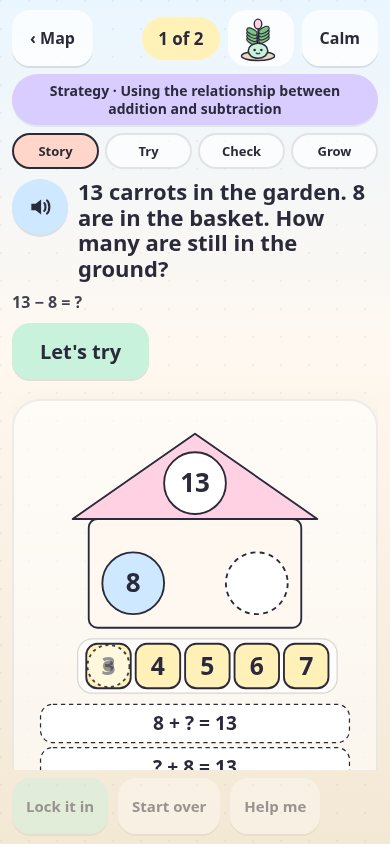 ‹ Map
1 of 2
Calm
Strategy · Using the relationship between
addition and subtraction
Story
Try
Check
Grow
13 carrots in the garden. 8
are in the basket. How
many are still in the
ground?
13 − 8 = ?
Let's try
13
8
3
4
5
6
7
8 + ? = 13
? + 8 = 13
Lock it in
Start over
Help me